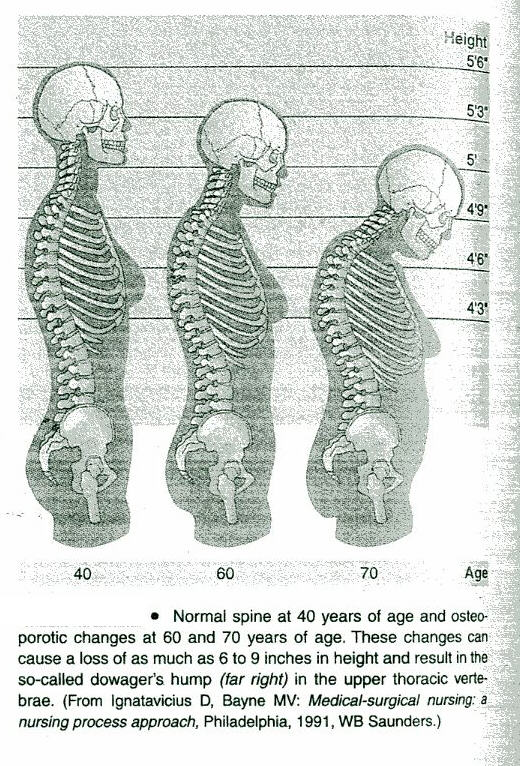 Height
5'6"
5'3"
5'
4'9"
4'6"
4'3"
40 60 70 Age
• Normal spine at 40 years of age and osteo-
porotic changes at 60 and 70 years of age. These changes can
cause a loss of as much as 6 to 9 inches in height and result in the
so-called dowager's hump (far right) in the upper thoracic verte-
brae. (From Ignatavicius D, Bayne MV: Medical-surgical nursing: a
nursing process approach, Philadelphia, 1991, WB Saunders.)